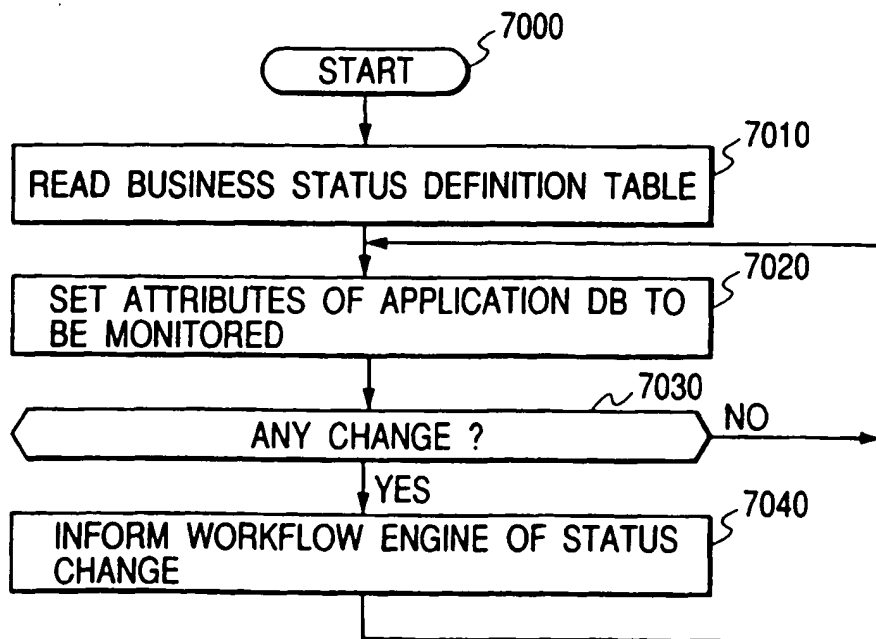 7000
START
7010
READ BUSINESS STATUS DEFINITION TABLE
7020
SET ATTRIBUTES OF APPLICATION DB TO
BE MONITORED
7030
ANY CHANGE ?
NO
YES
7040
INFORM WORKFLOW ENGINE OF STATUS
CHANGE